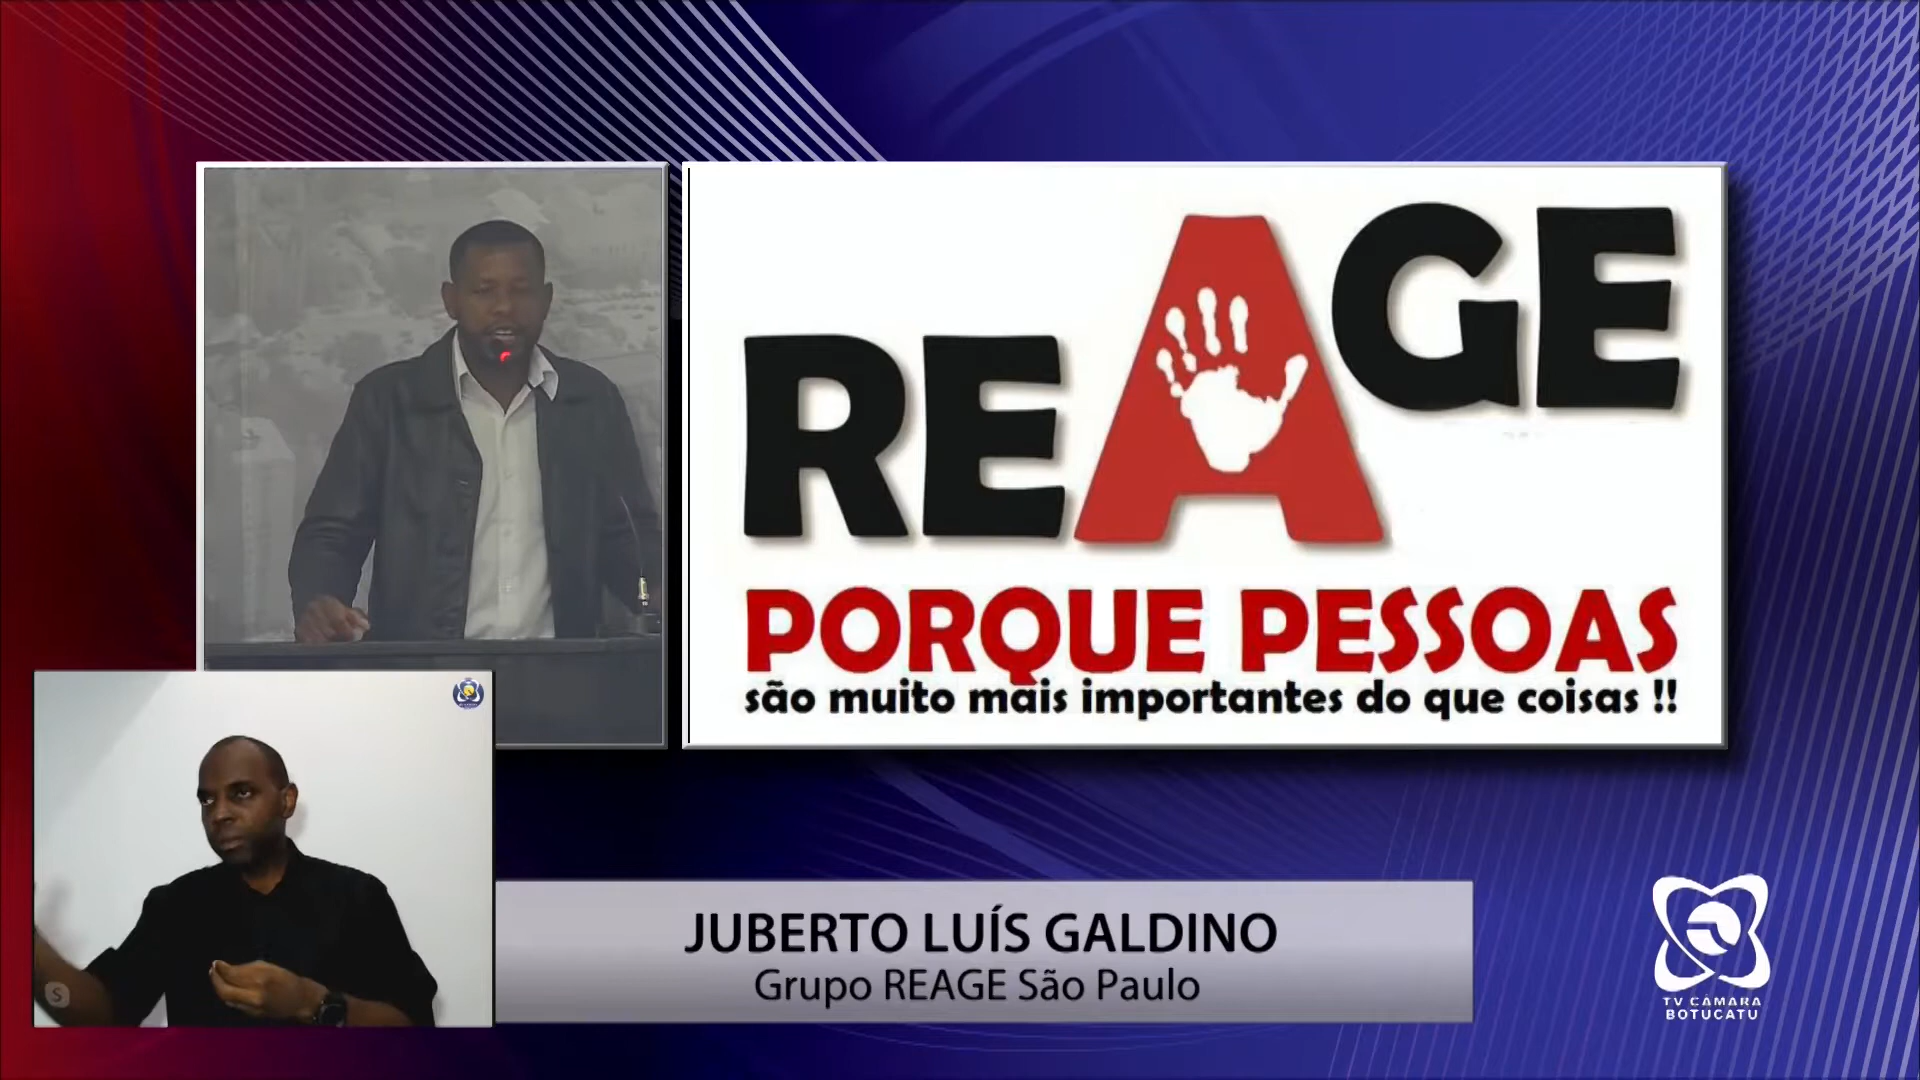 REAGE
PORQUE PESSOAS
são muito mais importantes do que coisas !!
JUBERTO LUÍS GALDINO
Grupo REAGE São Paulo
TV CÂMARA
BOTUCATU
S